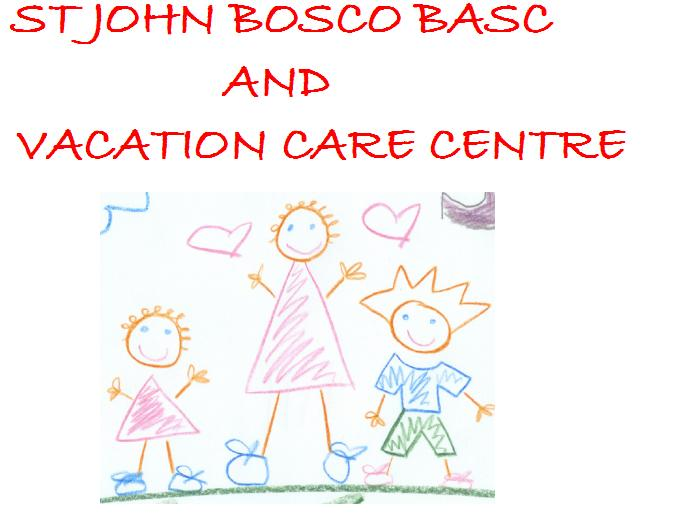 ST JOHN BOSCO BASC
AND
VACATION CARE CENTRE